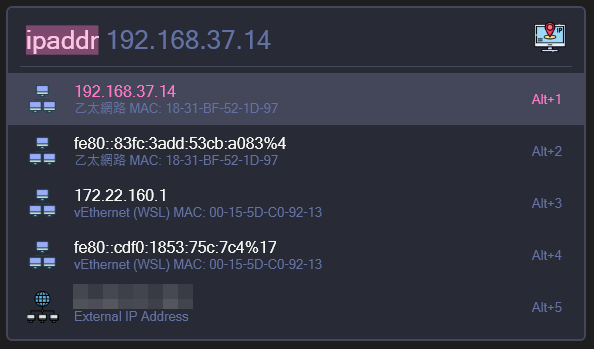 ipaddr 192.168.37.14
IP
192.168.37.14
乙太網路 MAC: 18-31-BF-52-1D-97
Alt+1
fe80::83fc:3add:53cb:a083%4
乙太網路 MAC: 18-31-BF-52-1D-97
Alt+2
172.22.160.1
vEthernet (WSL) MAC: 00-15-5D-C0-92-13
Alt+3
fe80::cdf0:1853:75c:7c4%17
vEthernet (WSL) MAC: 00-15-5D-C0-92-13
Alt+4
External IP Address
Alt+5